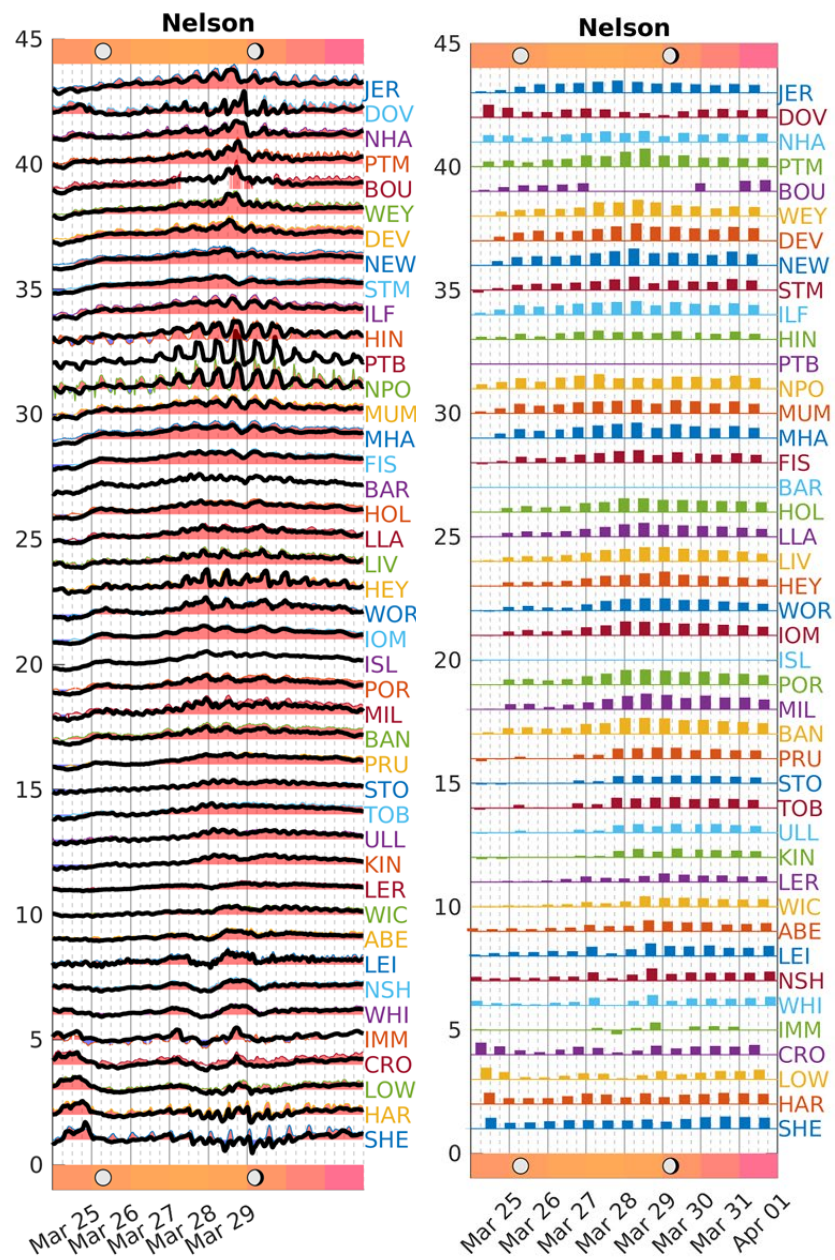 Nelson
45
JER
DOV
NHA
40
PTM
BOU
WEY
DEV
NEW
35
STM
ILF
HIN
PTB
NPO
30
MUM
MHA
FIS
BAR
HOL
25
LLA
LIV
HEY
WOR
IOM
20
ISL
POR
MIL
BAN
PRU
15
STO
TOB
ULL
KIN
LER
10
WIC
ABE
LEI
NSH
WHI
5
IMM
CRO
LOW
HAR
SHE
0
Mar 25
Mar 26
Mar 27
Mar 28
Mar 29
Nelson
45
JER
DOV
NHA
40
PTM
BOU
WEY
DEV
NEW
35
STM
ILF
HIN
PTB
NPO
30
MUM
MHA
FIS
BAR
HOL
25
LLA
LIV
HEY
WOR
IOM
20
ISL
POR
MIL
BAN
PRU
15
STO
TOB
ULL
KIN
LER
10
WIC
ABE
LEI
NSH
WHI
5
IMM
CRO
LOW
HAR
SHE
0
Mar 25
Mar 26
Mar 27
Mar 28
Mar 29
Mar 30
Mar 31
Apr 01